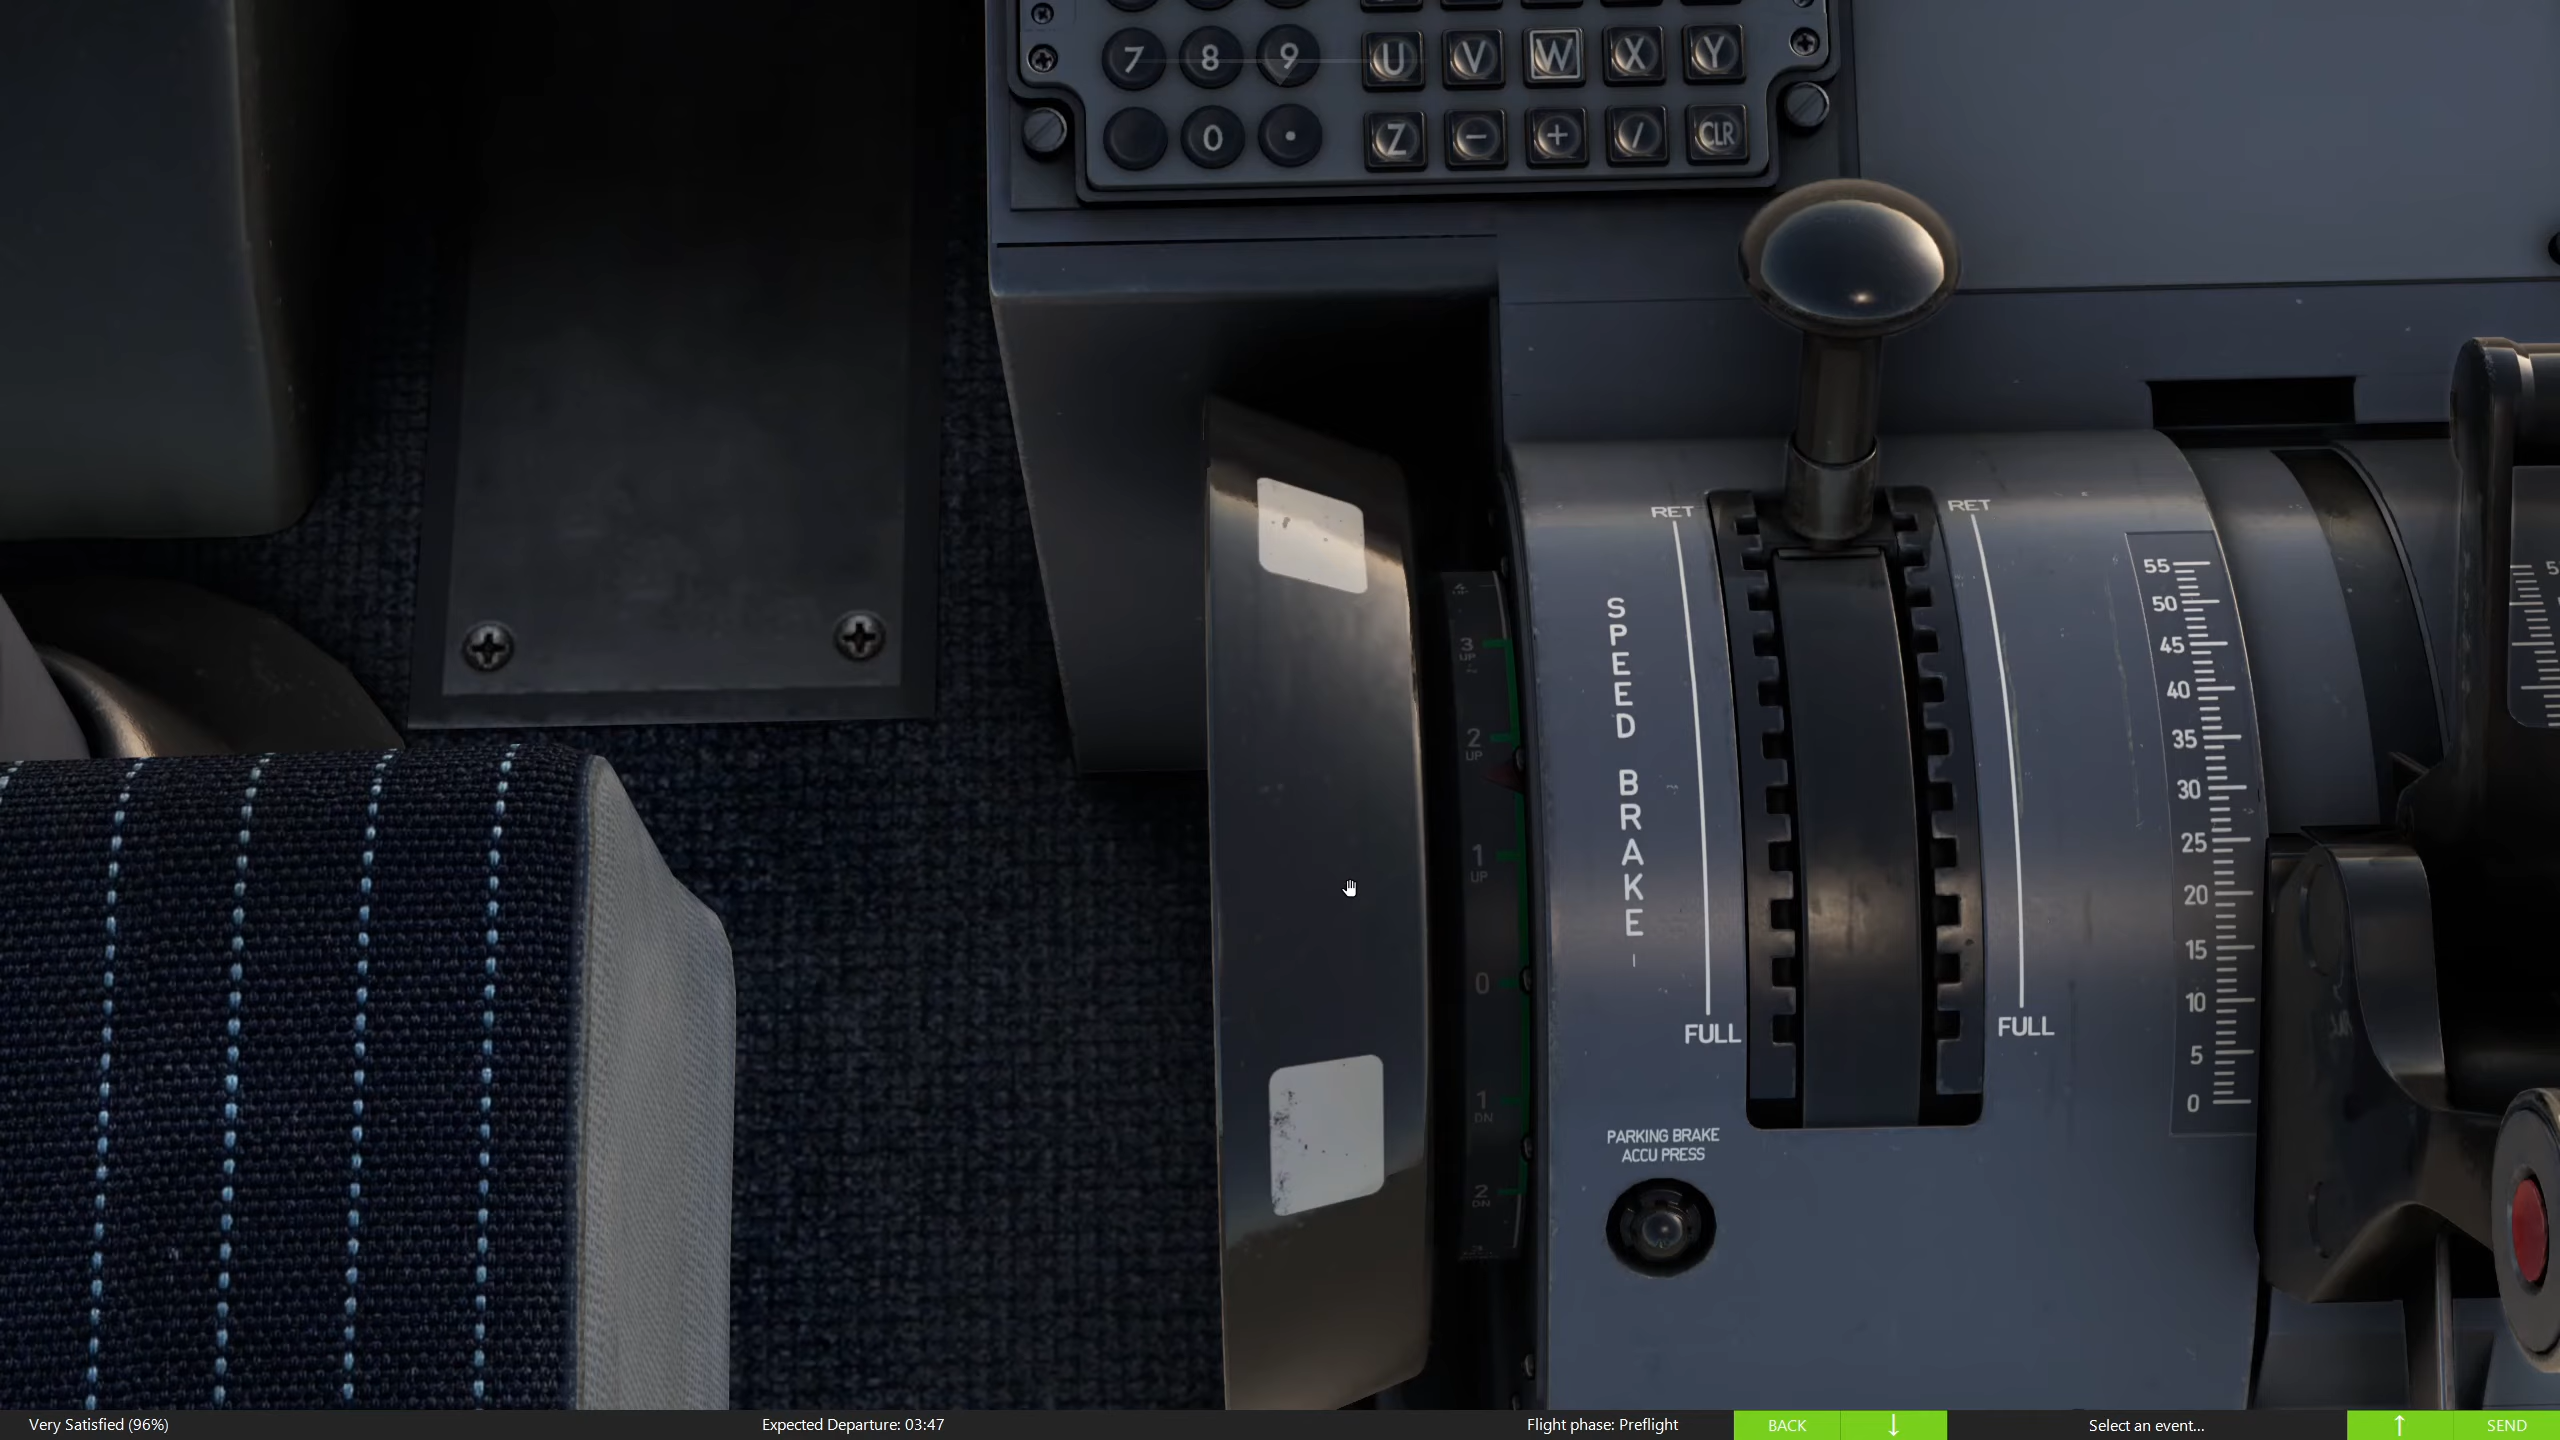 7 8 9 U V W X Y
0 . Z - + / CLR
RET RET
SPEED BRAKE
FULL FULL
3
UP
2
UP
1
UP
0
1
DN
2
DN
55
50
45
40
35
30
25
20
15
10
5
0
PARKING BRAKE
ACCU PRESS
Very Satisfied (96%) Expected Departure: 03:47 Flight phase: Preflight BACK ↓ Select an event... ↑ SEND